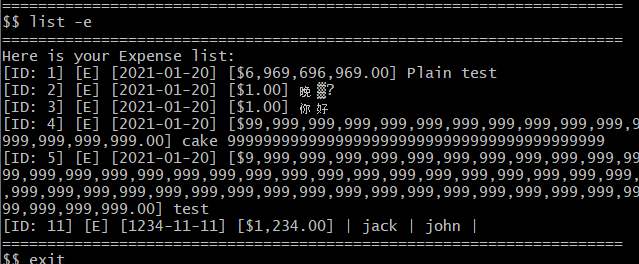 $$ list -e
Here is your Expense list:
[ID: 1] [E] [2021-01-20] [$6,969,696,969.00] Plain test
[ID: 2] [E] [2021-01-20] [$1.00] 晚 ▒?
[ID: 3] [E] [2021-01-20] [$1.00] 你 好
[ID: 4] [E] [2021-01-20] [$99,999,999,999,999,999,999,999,999,999,999,9
999,999,999,999.00] cake 9999999999999999999999999999999999999999999
[ID: 5] [E] [2021-01-20] [$9,999,999,999,999,999,999,999,999,999,999,99
99,999,999,999,999,999,999,999,999,999,999,999,999,999,999,999,999,999,
,999,999,999,999,999,999,999,999,999,999,999,999,999,999,999,999,999,99
99,999,999,999.00] test
[ID: 11] [E] [1234-11-11] [$1,234.00] | jack | john |
$$ exit